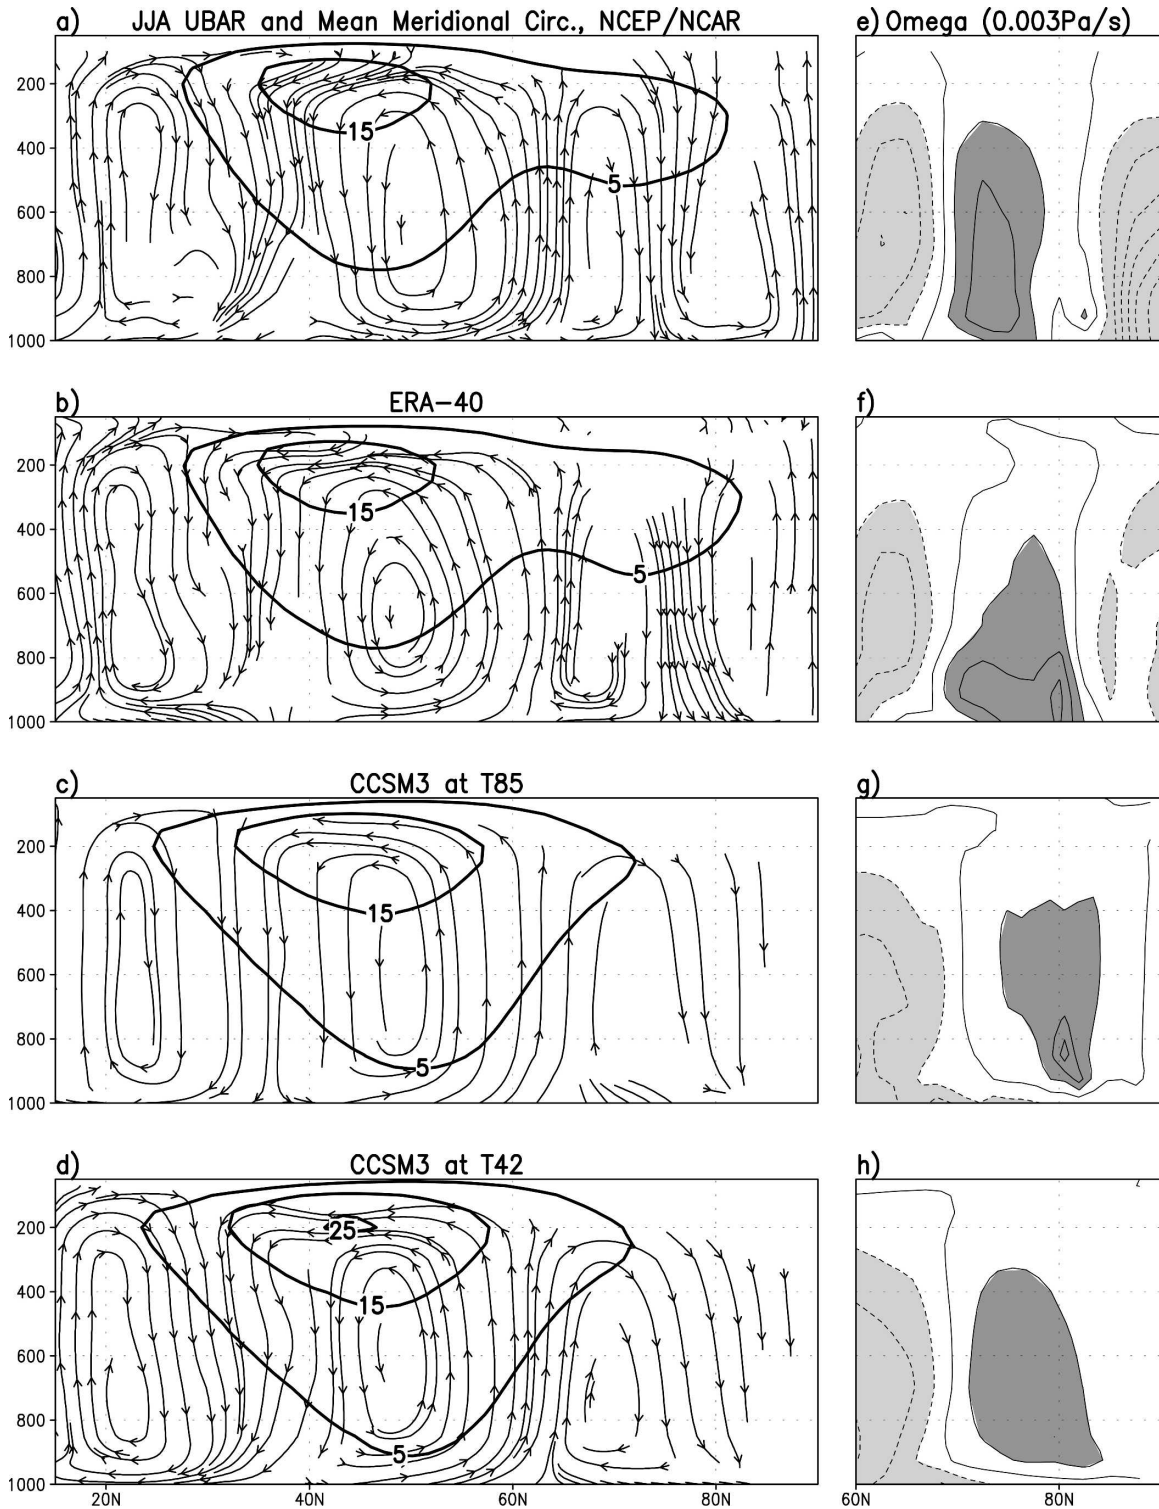 a) JJA UBAR and Mean Meridional Circ., NCEP/NCAR
e) Omega (0.003Pa/s)
200
400
600
800
1000
15
5
b) ERA-40
f)
200
400
600
800
1000
15
5
c) CCSM3 at T85
g)
200
400
600
800
1000
15
5
d) CCSM3 at T42
h)
200
400
600
800
1000
25
15
5
20N 40N 60N 80N
60N 80N